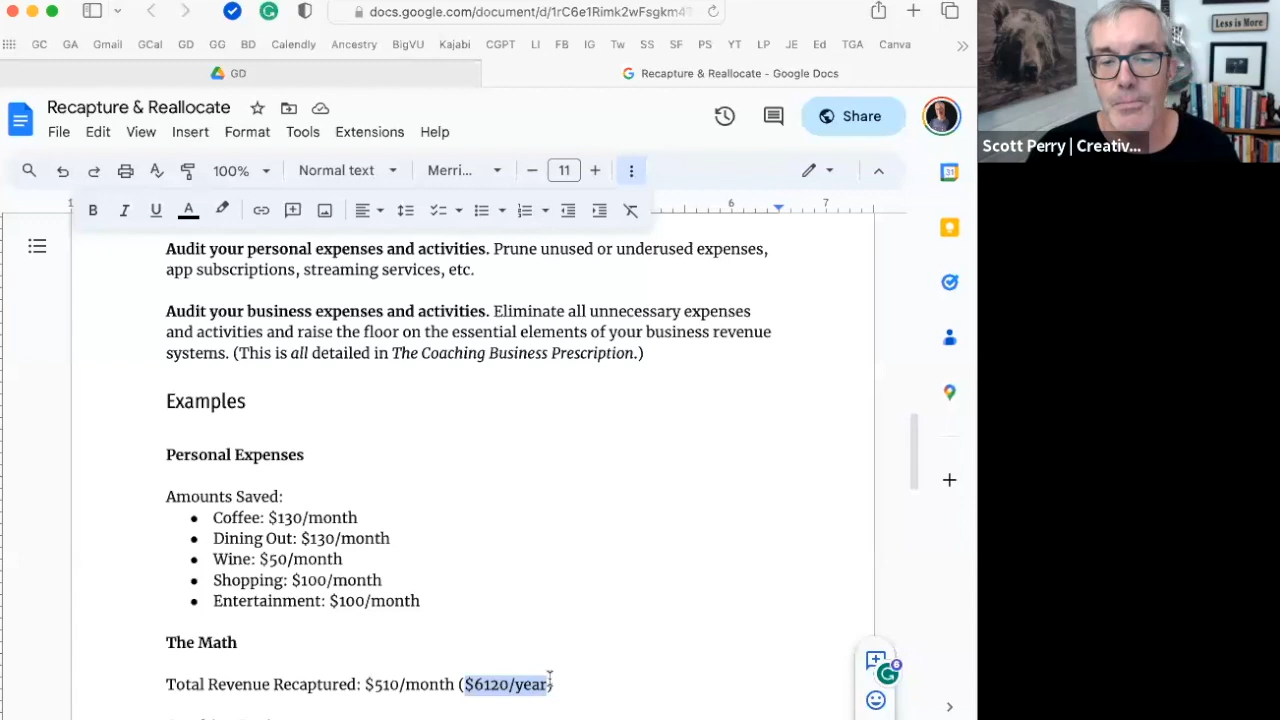 docs.google.com/document/d/1rC6e1Rimk2wFsgkm4
GC GA Gmail GCal GD GG BD Calendly Ancestry BigVU Kajabi CGPT LI FB IG Tw SS SF PS YT LP JE Ed TGA Canva
GD
Recapture & Reallocate - Google Docs
Less is More
Recapture & Reallocate
Share
File Edit View Insert Format Tools Extensions Help
Scott Perry | Creativ...
100% Normal text Merri... 11
31
1 6 7
Audit your personal expenses and activities. Prune unused or underused expenses,
app subscriptions, streaming services, etc.
Audit your business expenses and activities. Eliminate all unnecessary expenses
and activities and raise the floor on the essential elements of your business revenue
systems. (This is all detailed in The Coaching Business Prescription.)
Examples
Personal Expenses
Amounts Saved:
● Coffee: $130/month
● Dining Out: $130/month
● Wine: $50/month
● Shopping: $100/month
● Entertainment: $100/month
The Math
Total Revenue Recaptured: $510/month ($6120/year)